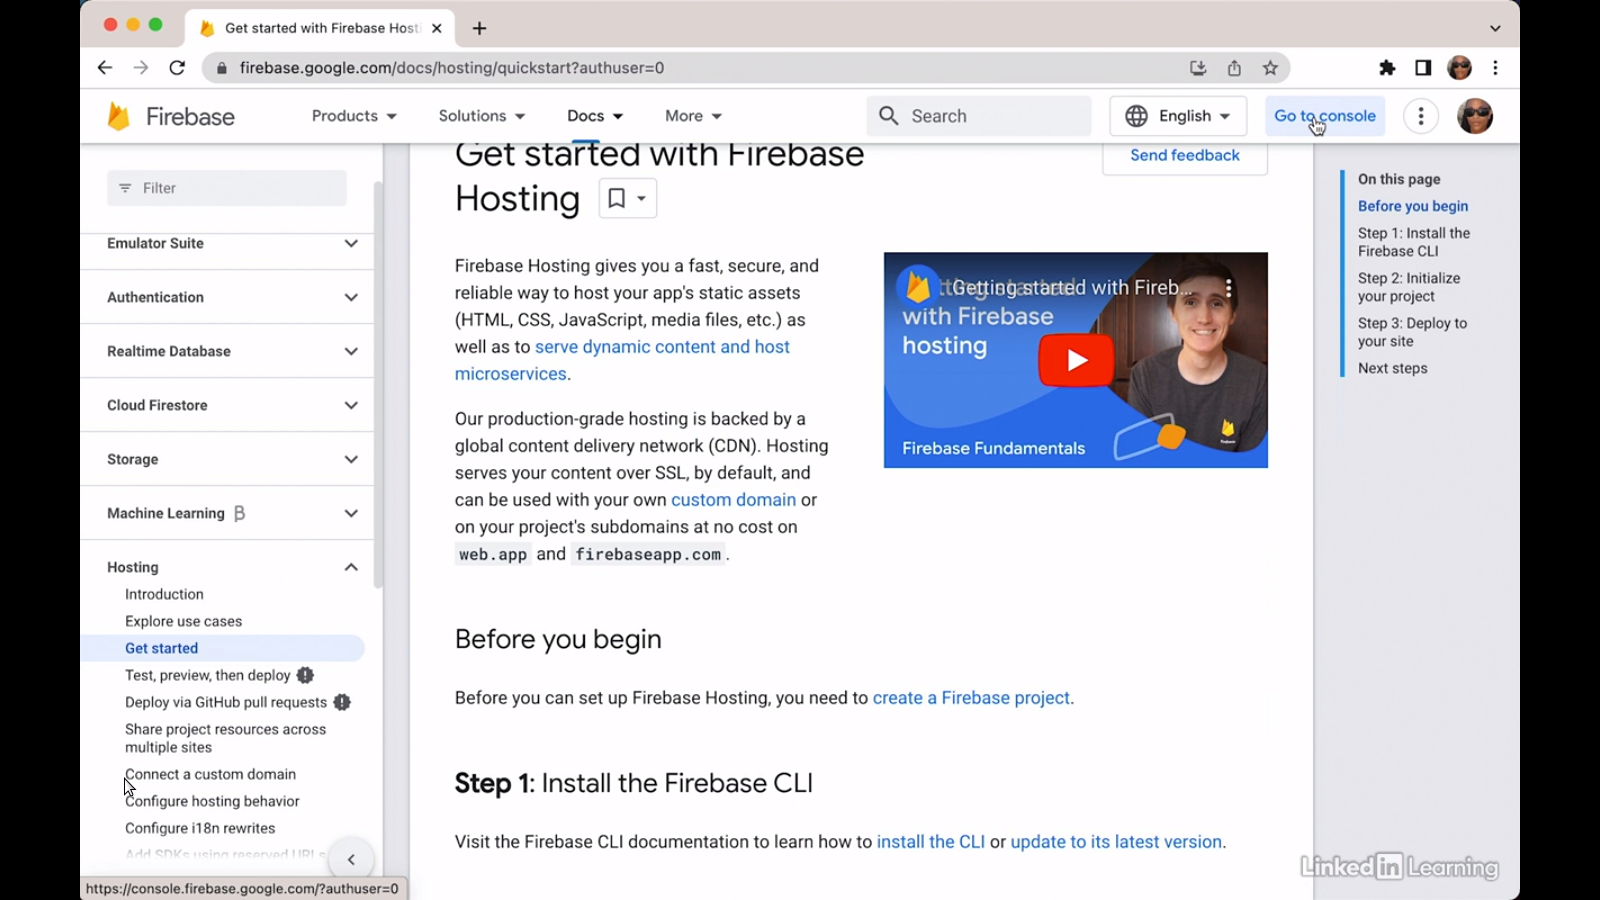 Get started with Firebase Hosti
firebase.google.com/docs/hosting/quickstart?authuser=0
Firebase
Products
Solutions
Docs
More
Search
English
Go to console
Filter
Emulator Suite
Authentication
Realtime Database
Cloud Firestore
Storage
Machine Learning β
Hosting
Introduction
Explore use cases
Get started
Test, preview, then deploy
Deploy via GitHub pull requests
Share project resources across
multiple sites
Connect a custom domain
Configure hosting behavior
Configure i18n rewrites
Add SDKs using reserved URLs
https://console.firebase.google.com/?authuser=0
Get started with Firebase
Hosting
Send feedback
Firebase Hosting gives you a fast, secure, and
reliable way to host your app's static assets
(HTML, CSS, JavaScript, media files, etc.) as
well as to serve dynamic content and host
microservices.
Our production-grade hosting is backed by a
global content delivery network (CDN). Hosting
serves your content over SSL, by default, and
can be used with your own custom domain or
on your project's subdomains at no cost on
web.app and firebaseapp.com.
Getting started with Fireb...
with Firebase
hosting
Firebase Fundamentals
Before you begin
Before you can set up Firebase Hosting, you need to create a Firebase project.
Step 1: Install the Firebase CLI
Visit the Firebase CLI documentation to learn how to install the CLI or update to its latest version.
On this page
Before you begin
Step 1: Install the
Firebase CLI
Step 2: Initialize
your project
Step 3: Deploy to
your site
Next steps
LinkedIn Learning